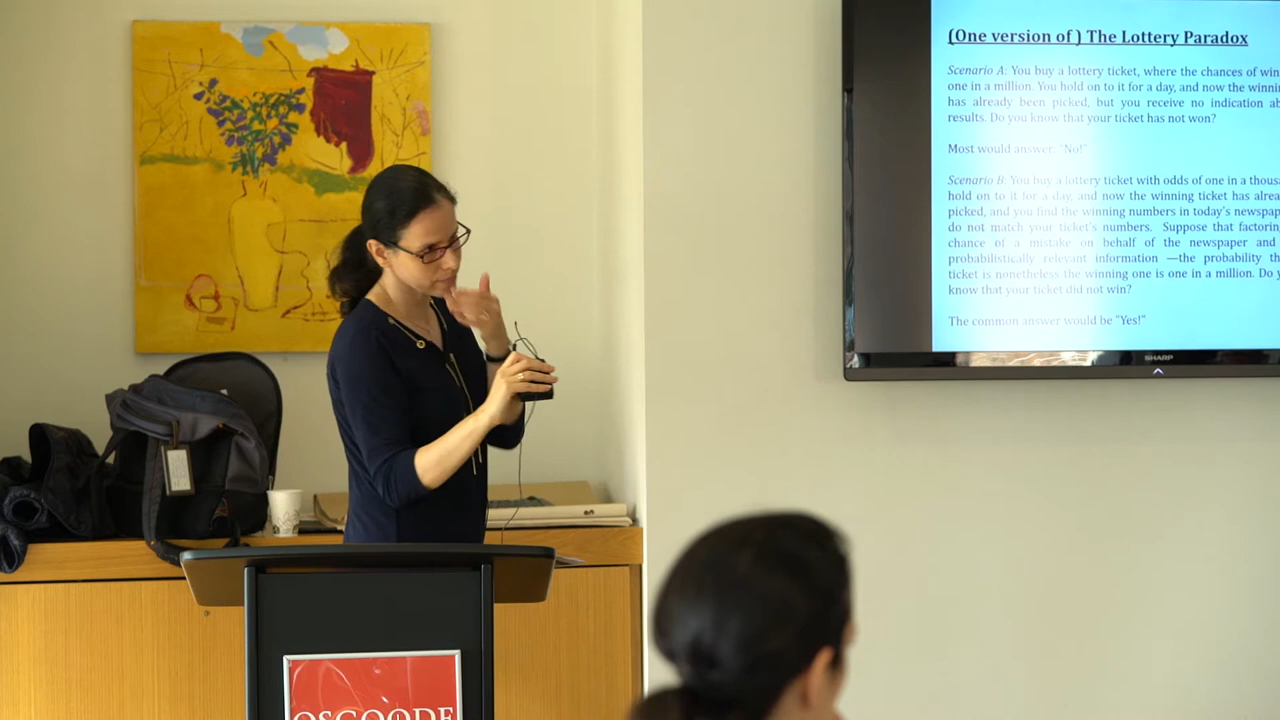 (One version of ) The Lottery Paradox
Scenario A: You buy a lottery ticket, where the chances of win
one in a million. You hold on to it for a day, and now the winnin
has already been picked, but you receive no indication ab
results. Do you know that your ticket has not won?
Most would answer: "No!"
Scenario B: You buy a lottery ticket with odds of one in a thousa
hold on to it for a day, and now the winning ticket has alrea
picked, and you find the winning numbers in today's newspap
do not match your ticket's numbers. Suppose that factoring
chance of a mistake on behalf of the newspaper and
probabilistically relevant information —the probability th
ticket is nonetheless the winning one is one in a million. Do y
know that your ticket did not win?
The common answer would be "Yes!"
SHARP
OSGOODE